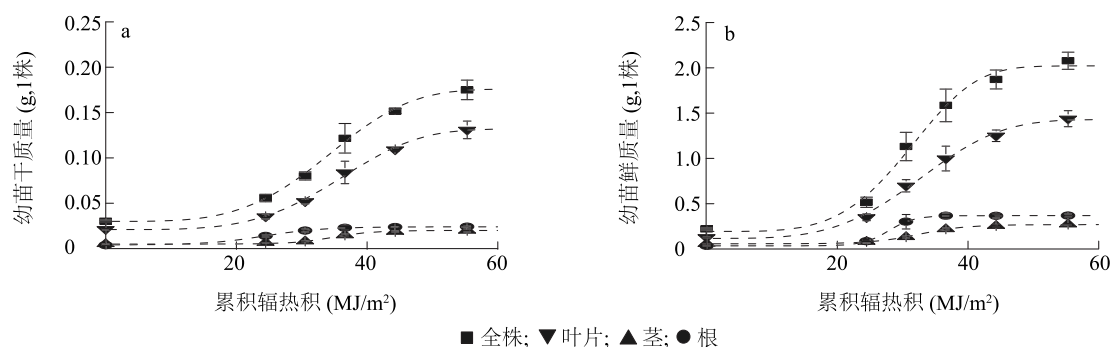 a
幼苗干质量 (g,1株)
0.25
0.20
0.15
0.10
0.05
0
20
40
60
累积辐热积 (MJ/m²)
b
幼苗鲜质量 (g,1株)
2.5
2.0
1.5
1.0
0.5
0
20
40
60
累积辐热积 (MJ/m²)
全株; 叶片; 茎; 根